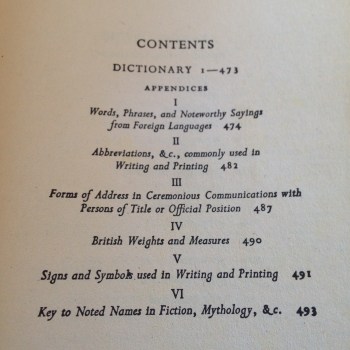 CONTENTS
DICTIONARY 1—473
APPENDICES
I
Words, Phrases, and Noteworthy Sayings
from Foreign Languages 474
II
Abbreviations, &c., commonly used in
Writing and Printing 482
III
Forms of Address in Ceremonious Communications with
Persons of Title or Official Position 487
IV
British Weights and Measures 490
V
Signs and Symbols used in Writing and Printing 491
VI
Key to Noted Names in Fiction, Mythology, &c. 493